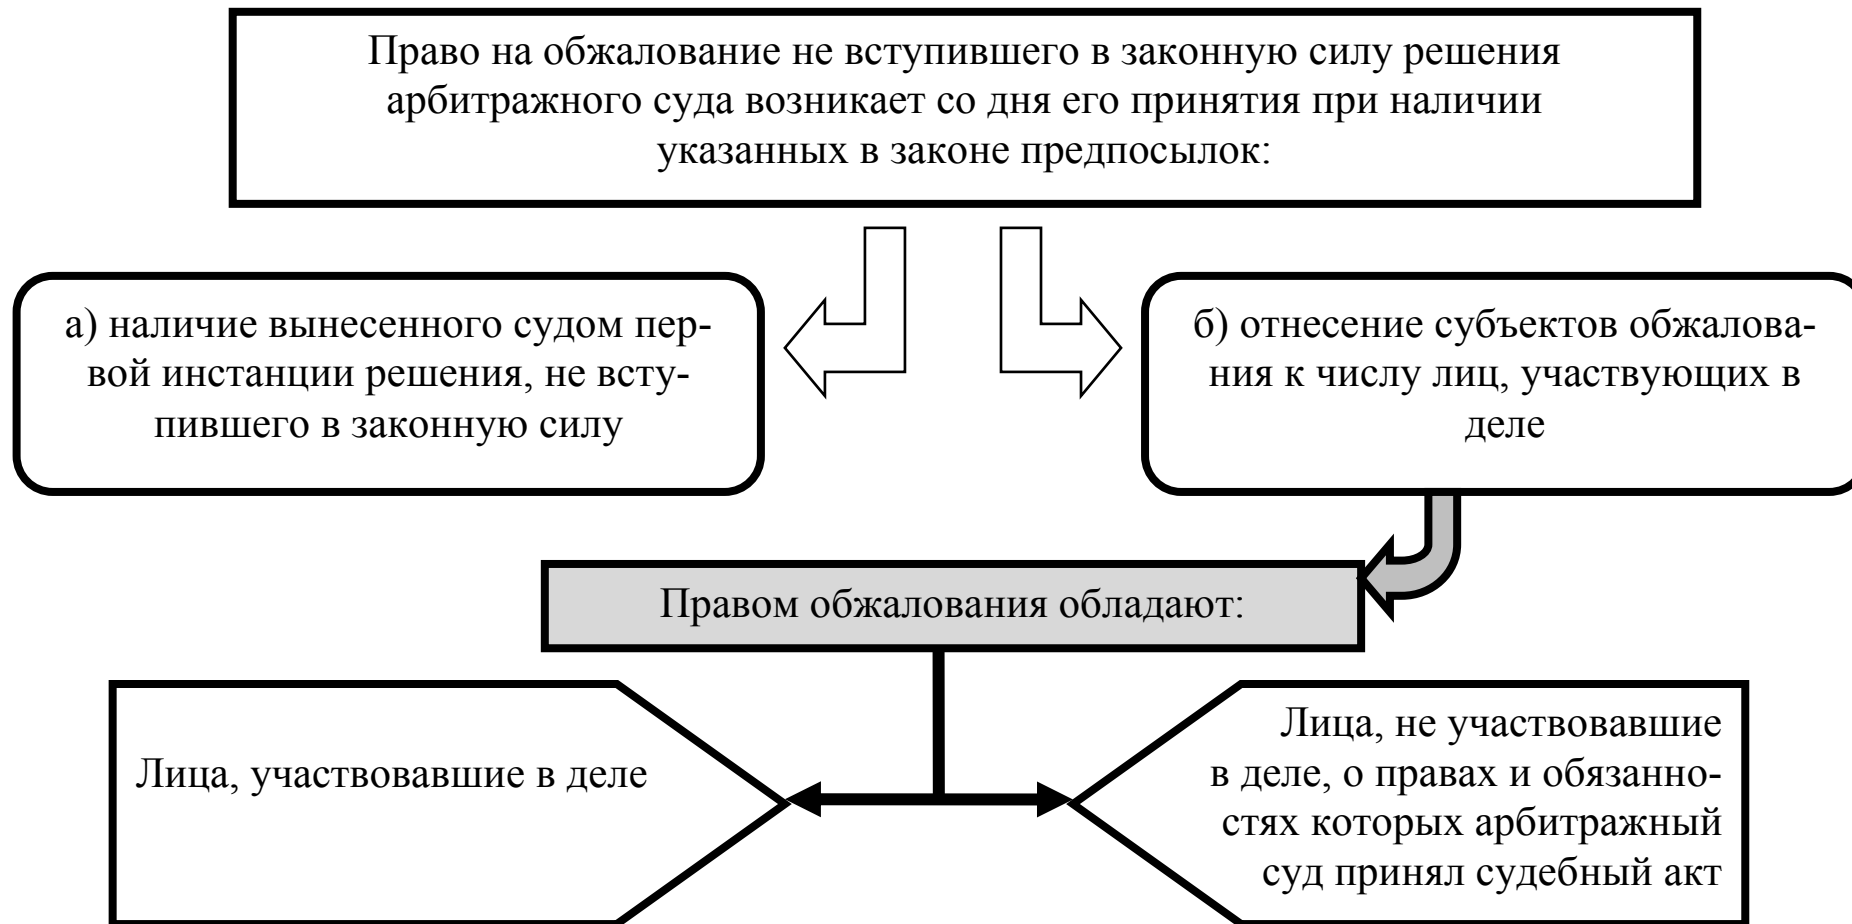 Право на обжалование не вступившего в законную силу решения
арбитражного суда возникает со дня его принятия при наличии
указанных в законе предпосылок:
а) наличие вынесенного судом пер-
вой инстанции решения, не всту-
пившего в законную силу
б) отнесение субъектов обжалова-
ния к числу лиц, участвующих в
деле
Правом обжалования обладают:
Лица, участвовавшие в деле
Лица, не участвовавшие
в деле, о правах и обязанно-
стях которых арбитражный
суд принял судебный акт